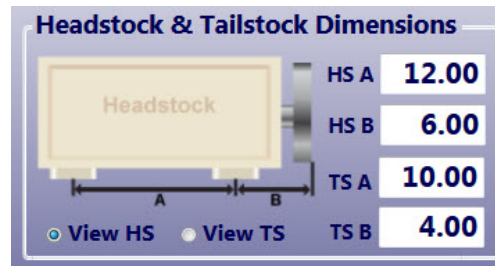 Headstock & Tailstock Dimensions
Headstock
A
B
View HS View TS
HS A 12.00
HS B 6.00
TS A 10.00
TS B 4.00